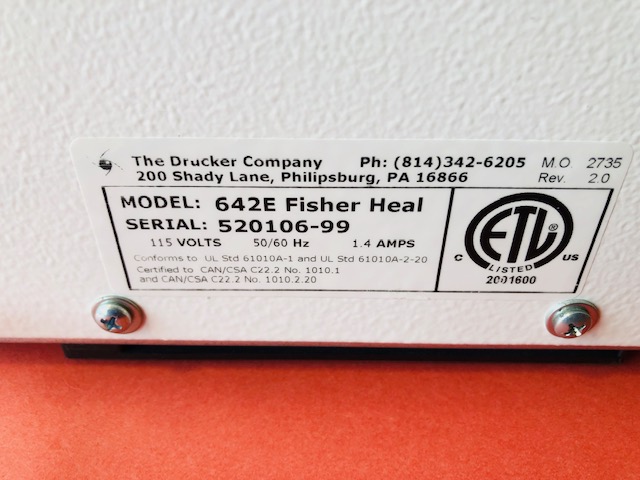 The Drucker Company Ph: (814)342-6205 M.O 2735
200 Shady Lane, Philipsburg, PA 16866 Rev. 2.0
MODEL: 642E Fisher Heal
SERIAL: 520106-99
115 VOLTS 50/60 Hz 1.4 AMPS
Conforms to UL Std 61010A-1 and UL Std 61010A-2-20
Certified to CAN/CSA C22.2 No. 1010.1
and CAN/CSA C22.2 No. 1010.2.20
ETL
C US
LISTED
2001600